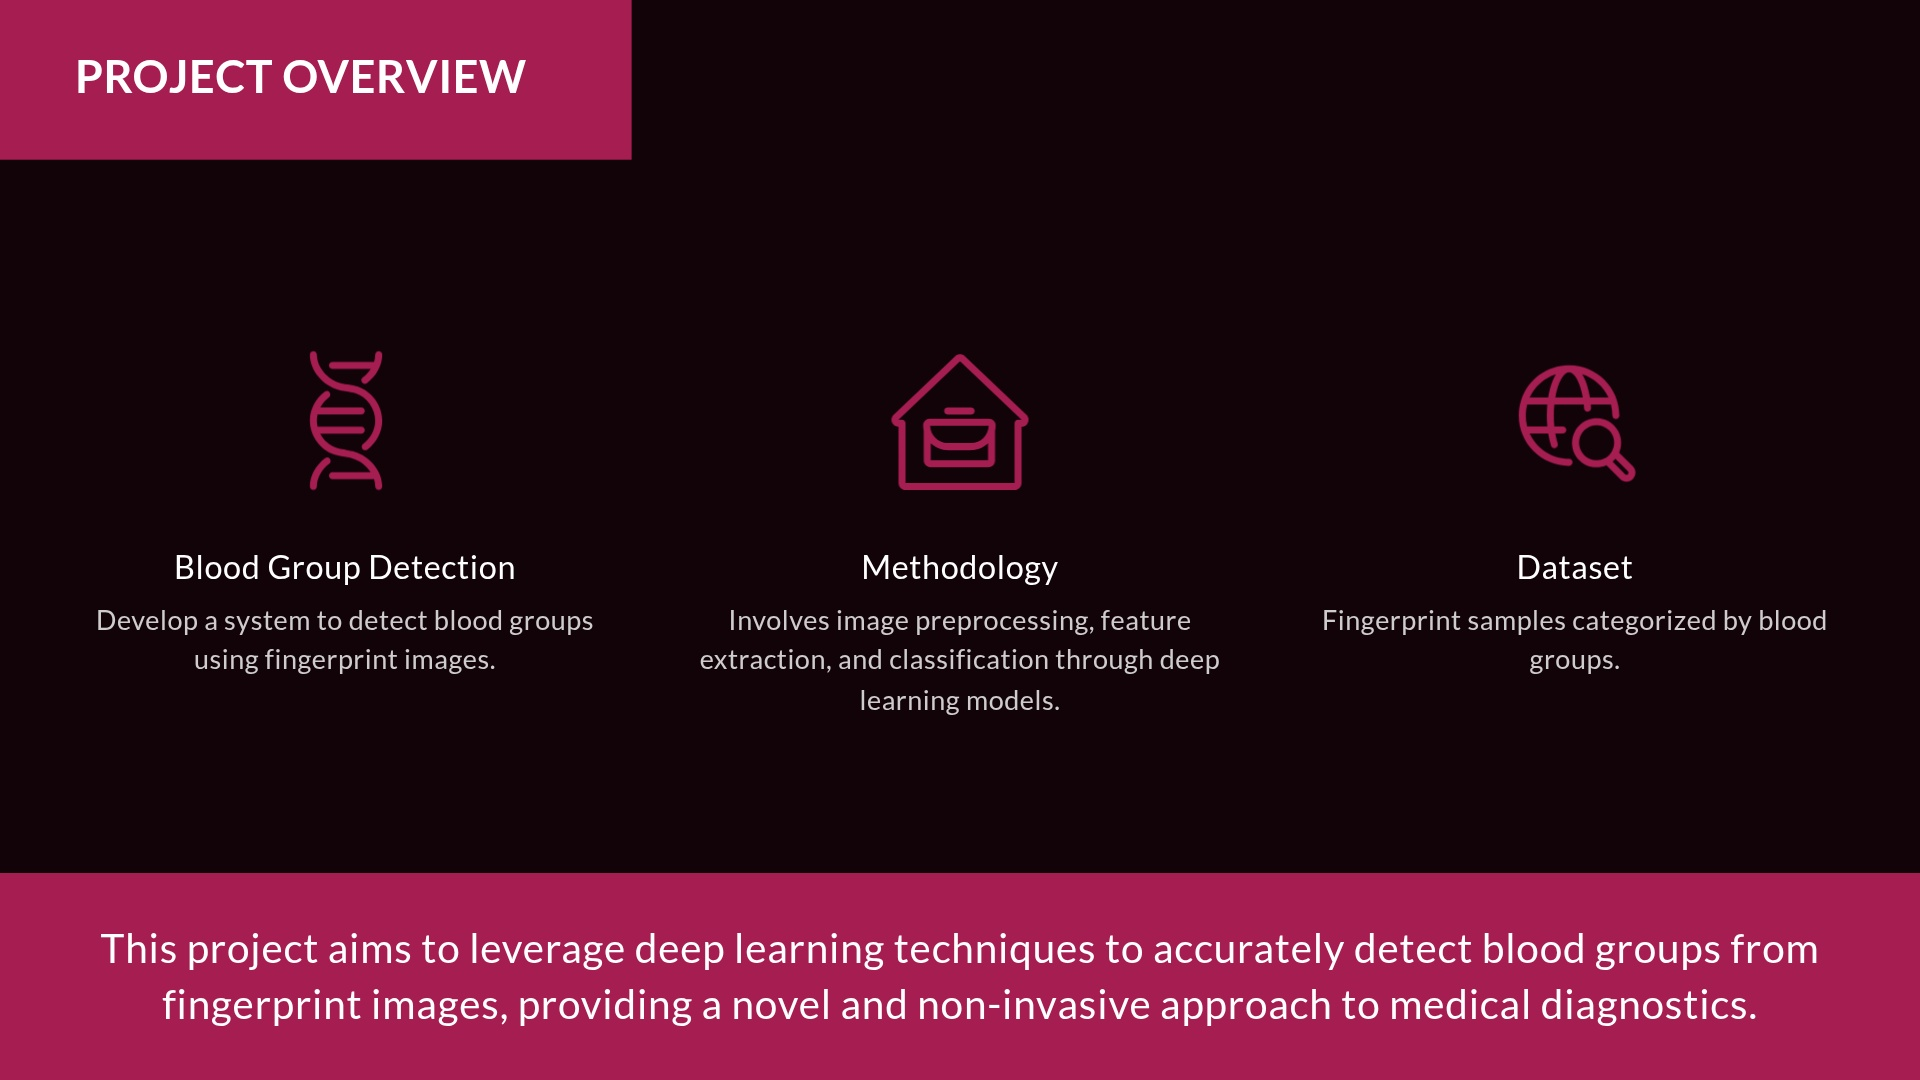 PROJECT OVERVIEW
Blood Group Detection
Develop a system to detect blood groups
using fingerprint images.
Methodology
Involves image preprocessing, feature
extraction, and classification through deep
learning models.
Dataset
Fingerprint samples categorized by blood
groups.
This project aims to leverage deep learning techniques to accurately detect blood groups from
fingerprint images, providing a novel and non-invasive approach to medical diagnostics.